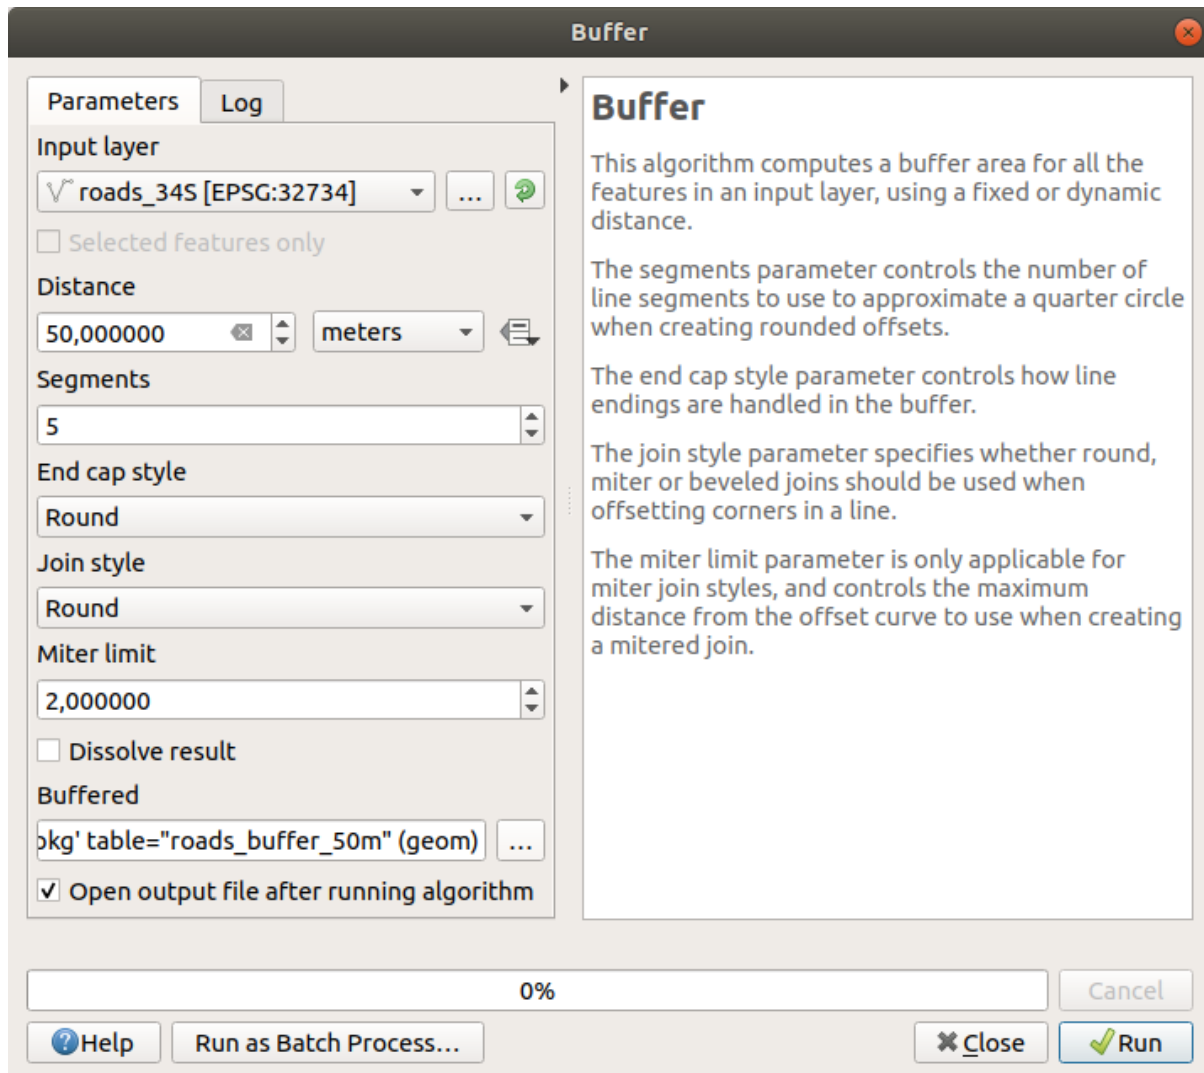 Buffer
Parameters
Log
Input layer
roads_34S [EPSG:32734]
...
Selected features only
Distance
50,000000
meters
Segments
5
End cap style
Round
Join style
Round
Miter limit
2,000000
Dissolve result
Buffered
table="roads_buffer_50m" (geom)
...
Open output file after running algorithm
Buffer
This algorithm computes a buffer area for all the
features in an input layer, using a fixed or dynamic
distance.
The segments parameter controls the number of
line segments to use to approximate a quarter circle
when creating rounded offsets.
The end cap style parameter controls how line
endings are handled in the buffer.
The join style parameter specifies whether round,
miter or beveled joins should be used when
offsetting corners in a line.
The miter limit parameter is only applicable for
miter join styles, and controls the maximum
distance from the offset curve to use when creating
a mitered join.
0%
Cancel
Help
Run as Batch Process...
Close
Run